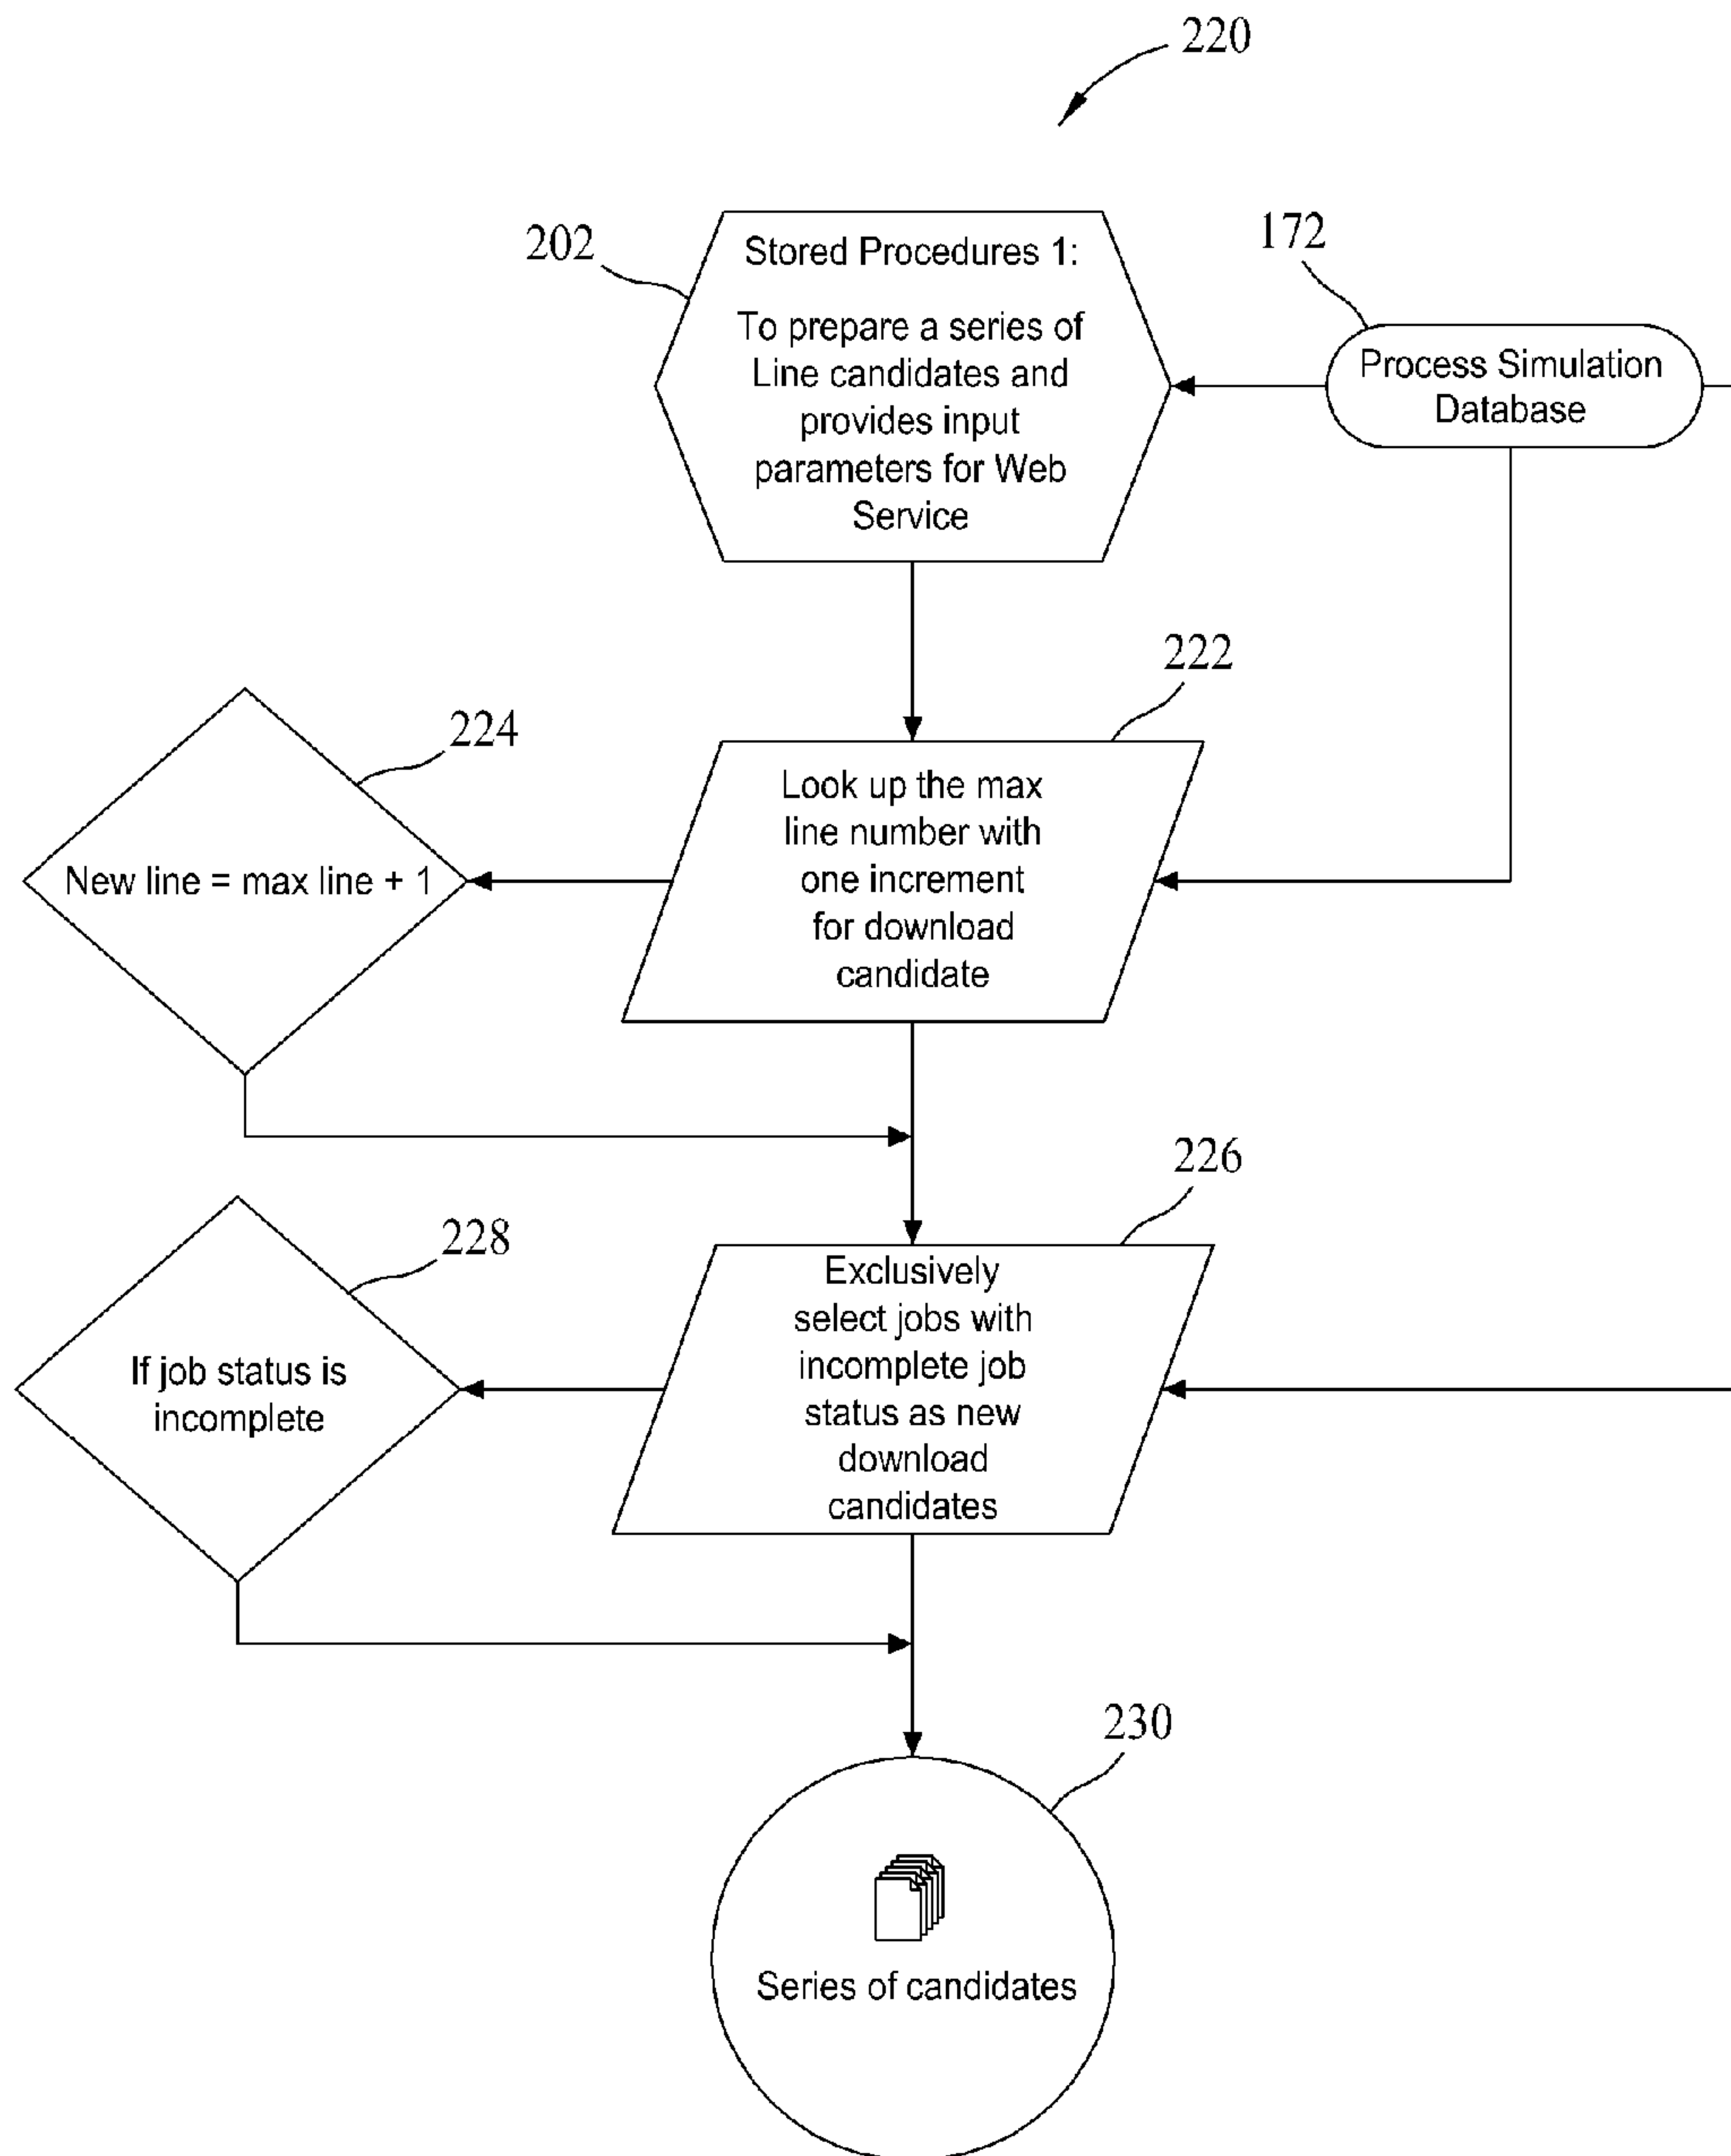 220
202
Stored Procedures 1:
To prepare a series of
Line candidates and
provides input
parameters for Web
Service
172
Process Simulation
Database
222
Look up the max
line number with
one increment
for download
candidate
224
New line = max line + 1
226
Exclusively
select jobs with
incomplete job
status as new
download
candidates
228
If job status is
incomplete
230
Series of candidates